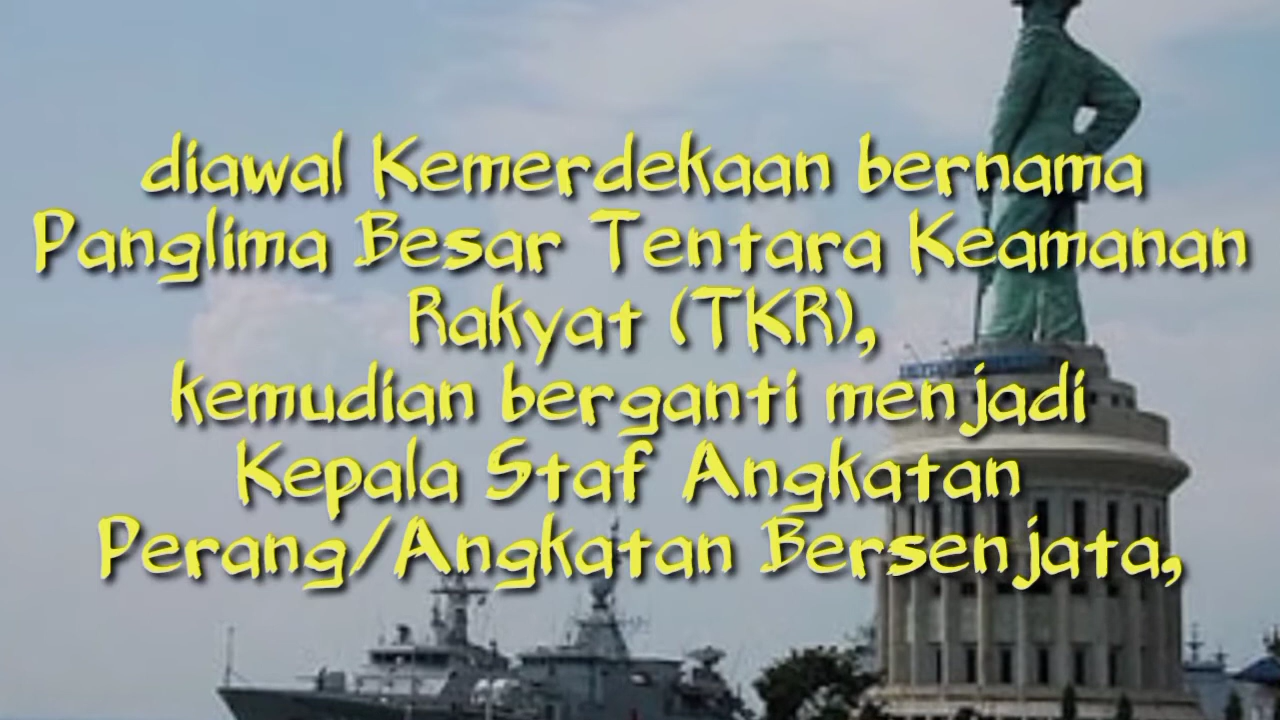 diawal Kemerdekaan bernama
Panglima Besar Tentara Keamanan
Rakyat (TKR),
kemudian berganti menjadi
Kepala Staf Angkatan
Perang/Angkatan Bersenjata,